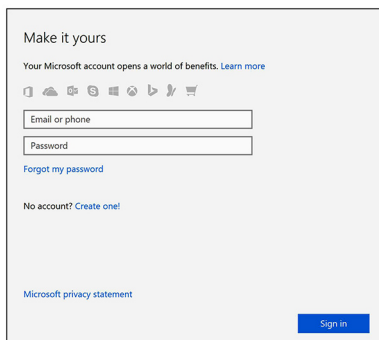 Make it yours
Your Microsoft account opens a world of benefits. Learn more
Email or phone
Password
Forgot my password
No account? Create one!
Microsoft privacy statement
Sign in